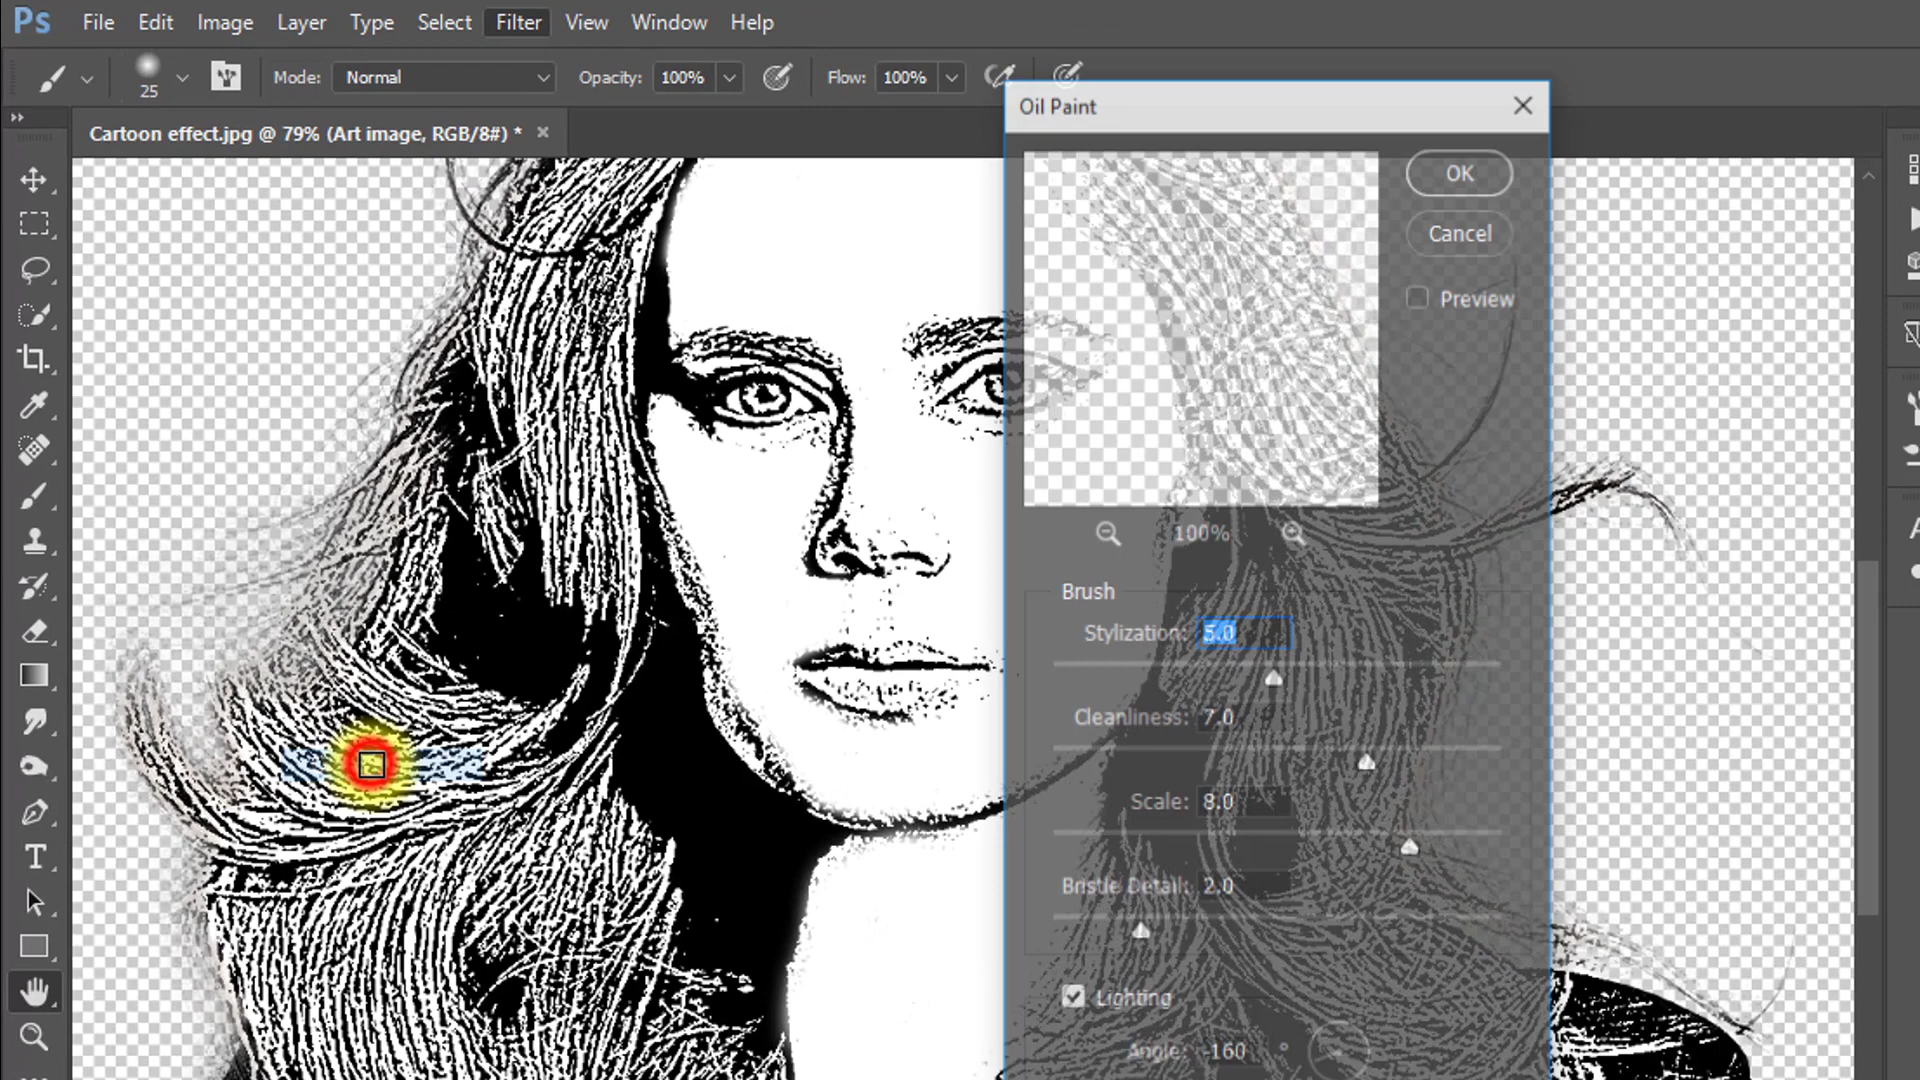 Ps File Edit Image Layer Type Select Filter View Window Help
25 Mode: Normal Opacity: 100% Flow: 100%
Cartoon effect.jpg @ 79% (Art image, RGB/8#) *
Oil Paint
OK
Cancel
Preview
100%
Brush
Stylization: 5.0
Cleanliness: 7.0
Scale: 8.0
Bristle Detail: 2.0
Lighting
Angle: -160 °